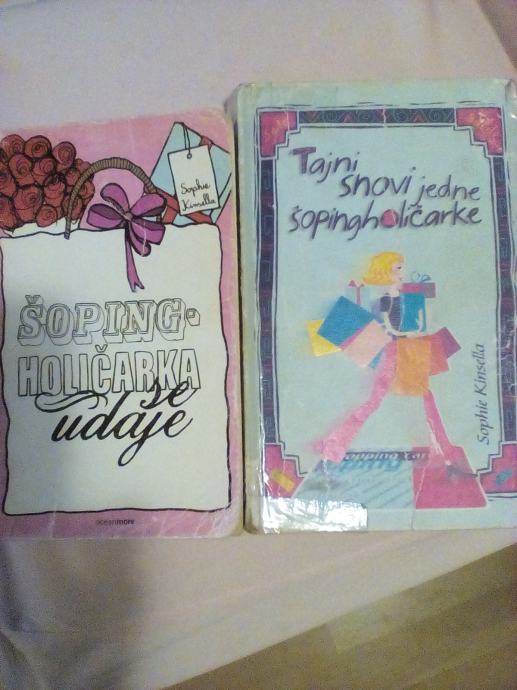 Sophie
Kinsella
ŠOPING-
HOLIČARKA
se
udaje
oceanmore
Tajni
snovi jedne
šopingholičarke
Sophie Kinsella